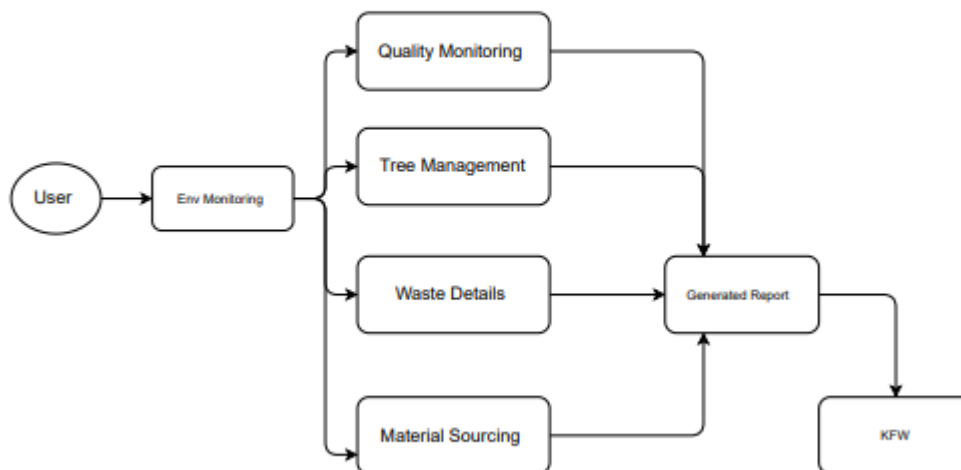 Quality Monitoring
Tree Management
User
Env Monitoring
Waste Details
Generated Report
Material Sourcing
KFW